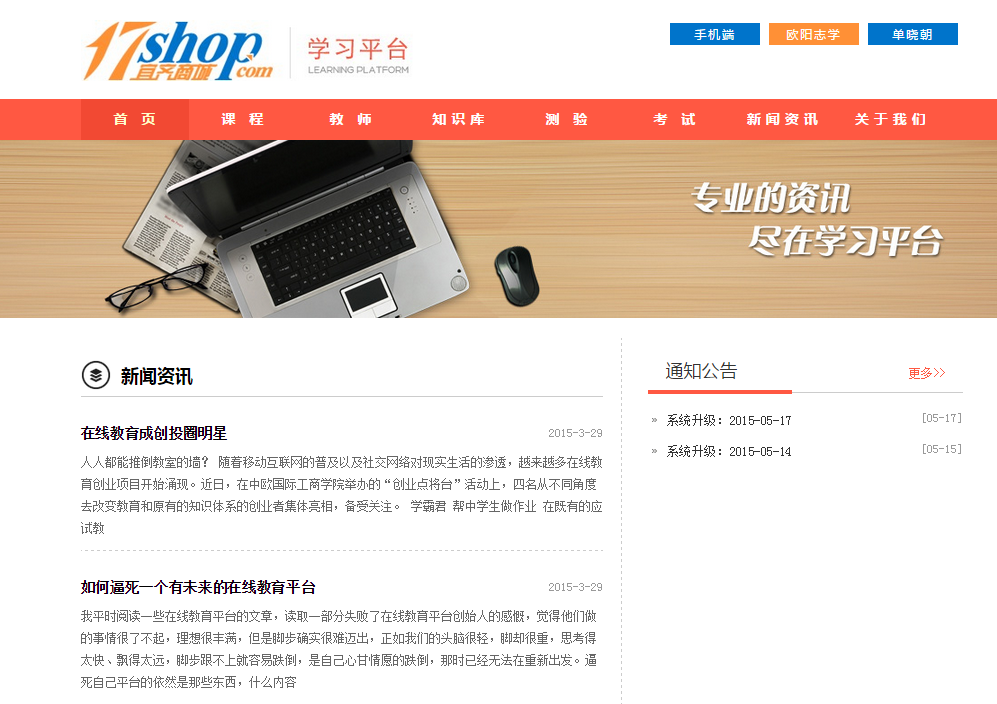 17shop.com
宜齐商城
学习平台
LEARNING PLATFORM
手机端 欧阳志学 单晓朝
首页 课程 教师 知识库 测验 考试 新闻资讯 关于我们
专业的资讯
尽在学习平台
新闻资讯
在线教育成创投圈明星 2015-3-29
人人都能推倒教室的墙？ 随着移动互联网的普及以及社交网络对现实生活的渗透，越来越多在线教
育创业项目开始涌现。近日，在中欧国际工商学院举办的“创业点将台”活动上，四名从不同角度
去改变教育和原有的知识体系的创业者集体亮相，备受关注。 学霸君 帮中学生做作业 在既有的应
试教
如何逼死一个有未来的在线教育平台 2015-3-29
我平时阅读一些在线教育平台的文章，读取一部分失败了在线教育平台创始人的感慨，觉得他们做
的事情很了不起，理想很丰满，但是脚步确实很难迈出，正如我们的头脑很轻，脚却很重，思考得
太快、飘得太远，脚步跟不上就容易跌倒，是自己心甘情愿的跌倒，那时已经无法在重新出发。逼
死自己平台的依然是那些东西，什么内容
通知公告 更多>>
» 系统升级：2015-05-17 [05-17]
» 系统升级：2015-05-14 [05-15]